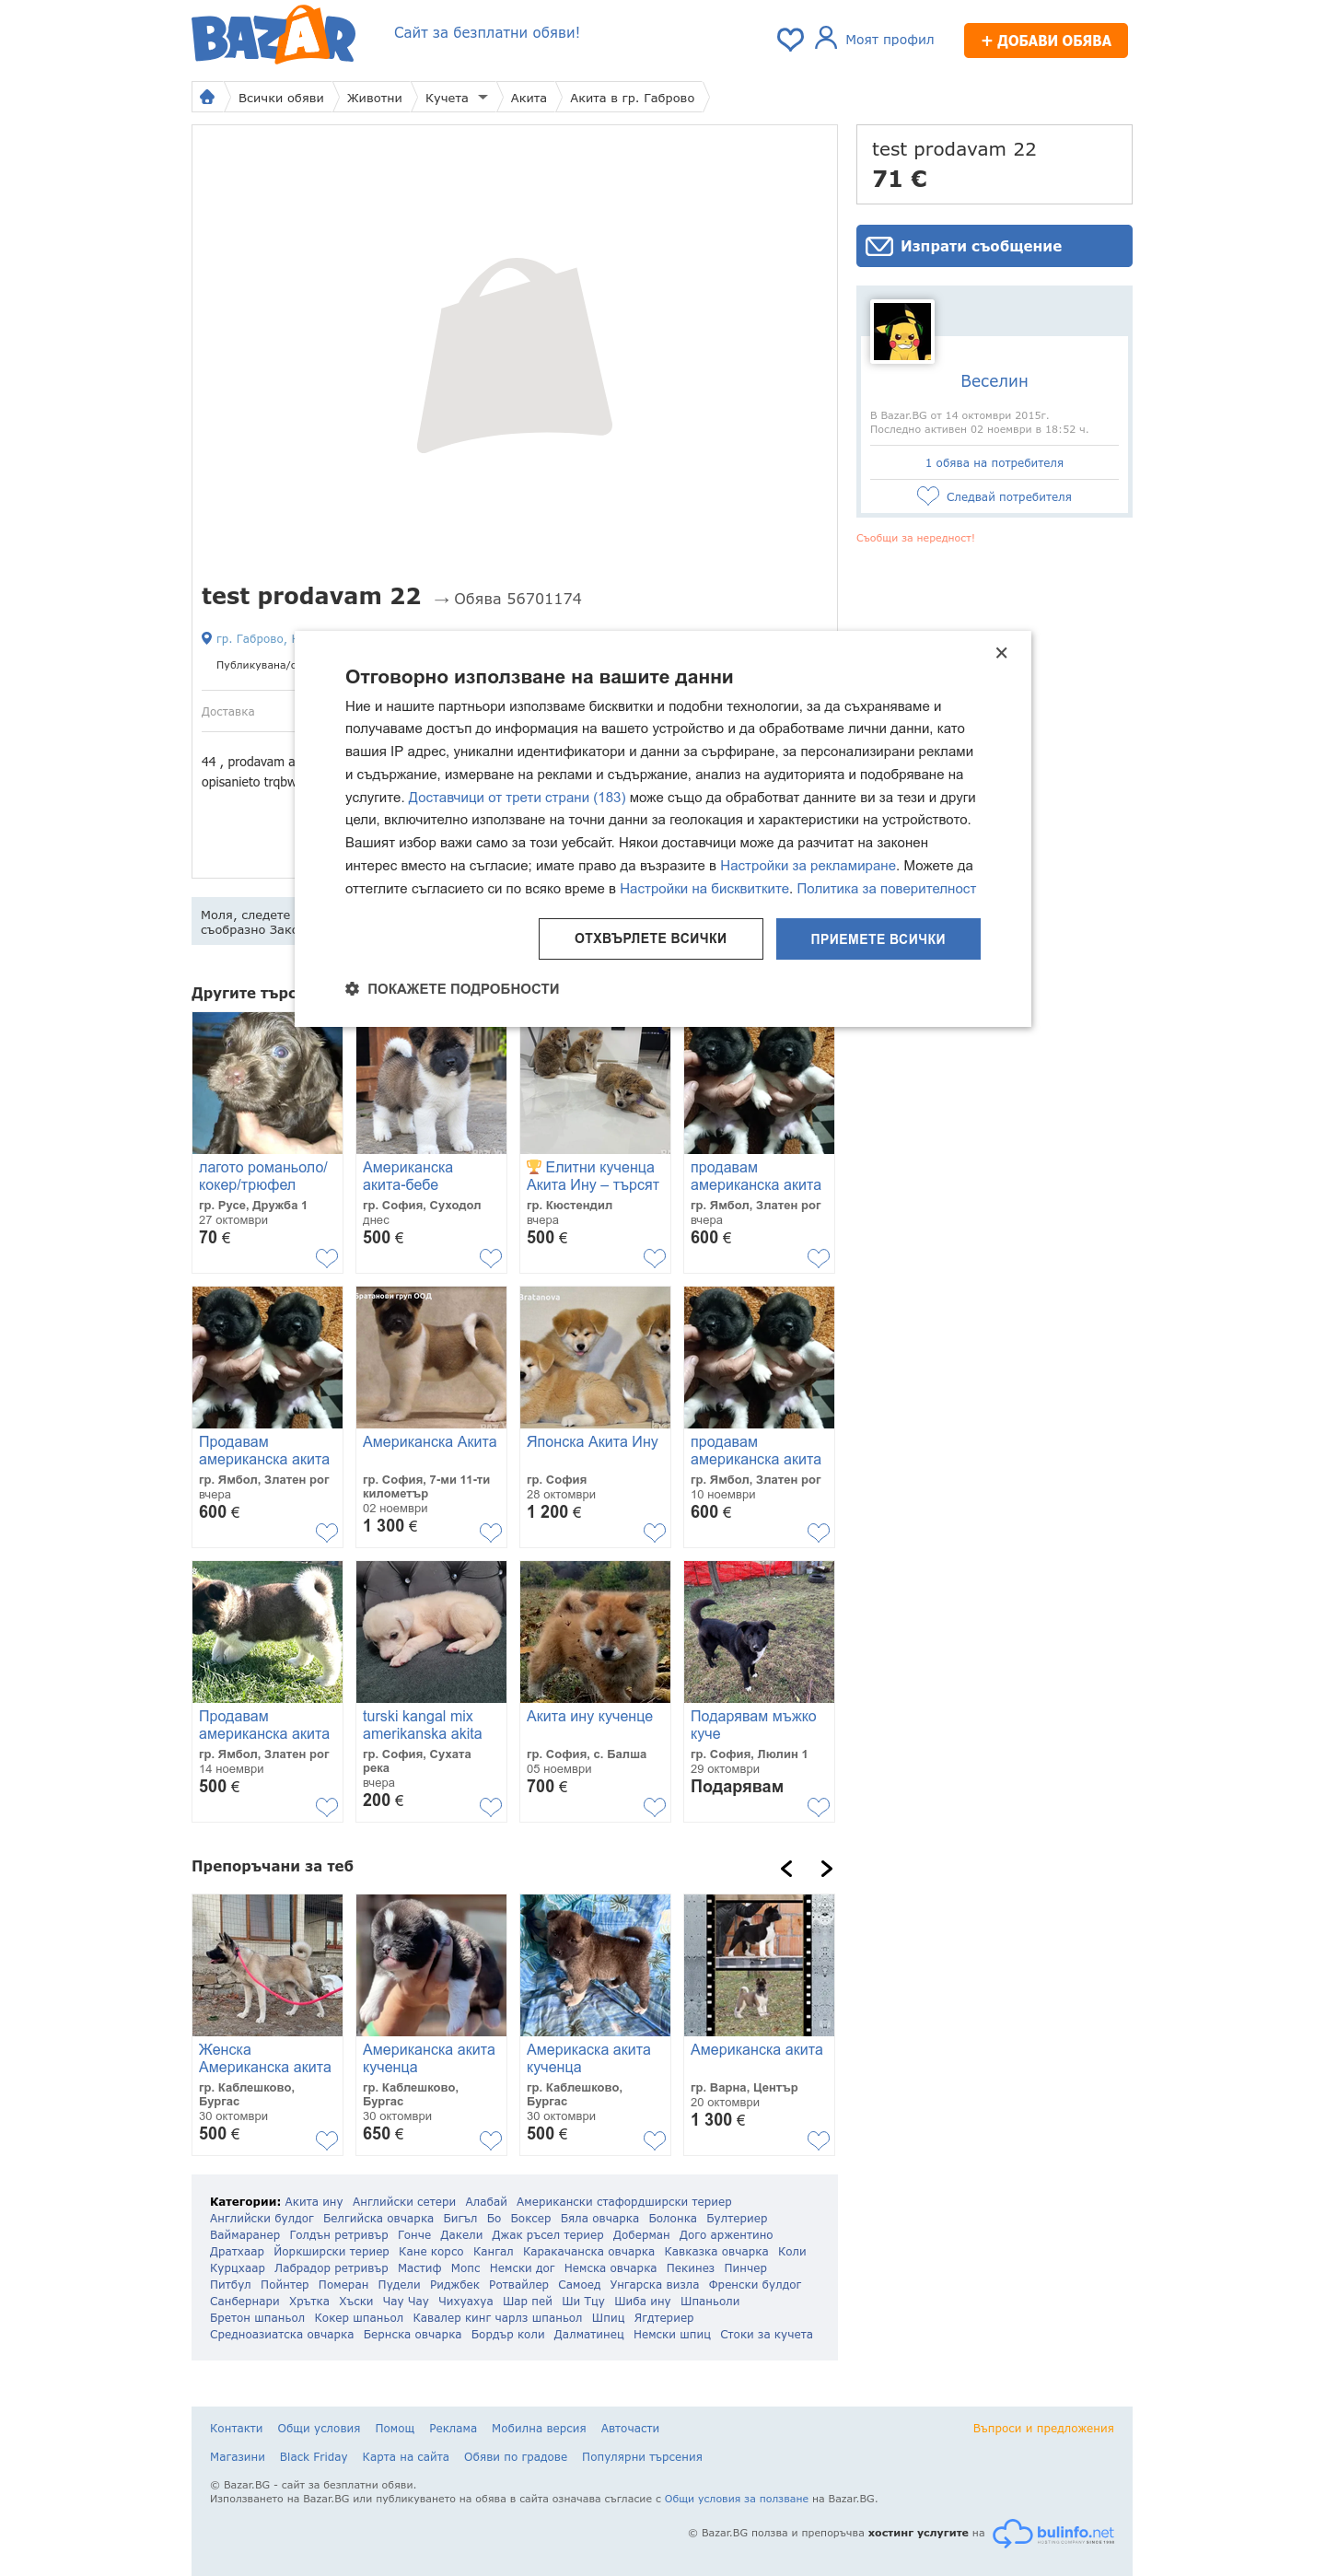 BAZAR
Сайт за безплатни обяви!
Моят профил
+ ДОБАВИ ОБЯВА
Всички обяви
Животни
Кучета
Акита
Акита в гр. Габрово
test prodavam 22
71 €
Изпрати съобщение
Веселин
В Bazar.BG от 14 октомври 2015г.
Последно активен 02 ноември в 18:52 ч.
1 обява на потребителя
Следвай потребителя
Съобщи за нередност!
test prodavam 22 → Обява 56701174
гр. Габрово,
Публикувана/
Доставка
44 , prodavam
opisanieto
×
Отговорно използване на вашите данни
Ние и нашите партньори използваме бисквитки и подобни технологии, за да съхраняваме и
получаваме достъп до информация на вашето устройство и да обработваме лични данни, като
вашия IP адрес, уникални идентификатори и данни за сърфиране, за персонализирани реклами
и съдържание, измерване на реклами и съдържание, анализ на аудиторията и подобряване на
услугите. Доставчици от трети страни (183) може също да обработват данните ви за тези и други
цели, включително използване на точни данни за геолокация и характеристики на устройството.
Вашият избор важи само за този уебсайт. Някои доставчици може да разчитат на законен
интерес вместо на съгласие; имате право да възразите в Настройки за рекламиране. Можете да
оттеглите съгласието си по всяко време в Настройки на бисквитките. Политика за поверителност
ОТХВЪРЛЕТЕ ВСИЧКИ
ПРИЕМЕТЕ ВСИЧКИ
ПОКАЖЕТЕ ПОДРОБНОСТИ
Моля, следете
съобразно
Другите
лагото романьоло/
кокер/трюфел
гр. Русе, Дружба 1
27 октомври
70 €
Американска
акита-бебе
гр. София, Суходол
днес
500 €
🏆 Елитни кученца
Акита Ину – търсят
гр. Кюстендил
вчера
500 €
продавам
американска акита
гр. Ямбол, Златен рог
вчера
600 €
Братанови груп ООД
Bratanova
Продавам
американска акита
гр. Ямбол, Златен рог
вчера
600 €
Американска Акита
гр. София, 7-ми 11-ти
километър
02 ноември
1 300 €
Японска Акита Ину
гр. София
28 октомври
1 200 €
продавам
американска акита
гр. Ямбол, Златен рог
10 ноември
600 €
Продавам
американска акита
гр. Ямбол, Златен рог
14 ноември
500 €
turski kangal mix
amerikanska akita
гр. София, Сухата
река
вчера
200 €
Акита ину кученце
гр. София, с. Балша
05 ноември
700 €
Подарявам мъжко
куче
гр. София, Люлин 1
29 октомври
Подарявам
Препоръчани за теб
Женска
Американска акита
гр. Каблешково,
Бургас
30 октомври
500 €
Американска акита
кученца
гр. Каблешково,
Бургас
30 октомври
650 €
Америкаска акита
кученца
гр. Каблешково,
Бургас
30 октомври
500 €
Американска акита
гр. Варна, Център
20 октомври
1 300 €
Категории: Акита ину Английски сетери Алабай Американски стафордширски териер
Английски булдог Белгийска овчарка Бигъл Бо Боксер Бяла овчарка Болонка Бултериер
Ваймаранер Голдън ретривър Гонче Дакели Джак ръсел териер Доберман Дого аржентино
Дратхаар Йоркширски териер Кане корсо Кангал Каракачанска овчарка Кавказка овчарка Коли
Курцхаар Лабрадор ретривър Мастиф Мопс Немски дог Немска овчарка Пекинез Пинчер
Питбул Пойнтер Померан Пудели Риджбек Ротвайлер Самоед Унгарска визла Френски булдог
Санбернари Хрътка Хъски Чау Чау Чихуахуа Шар пей Ши Тцу Шиба ину Шпаньоли
Бретон шпаньол Кокер шпаньол Кавалер кинг чарлз шпаньол Шпиц Ягдтериер
Средноазиатска овчарка Бернска овчарка Бордър коли Далматинец Немски шпиц Стоки за кучета
Контакти Общи условия Помощ Реклама Мобилна версия Авточасти
Въпроси и предложения
Магазини Black Friday Карта на сайта Обяви по градове Популярни търсения
© Bazar.BG - сайт за безплатни обяви.
Използването на Bazar.BG или публикуването на обява в сайта означава съгласие с Общи условия за ползване на Bazar.BG.
© Bazar.BG ползва и препоръчва хостинг услугите на
bulinfo.net
HOSTING COMPANY SINCE 1998